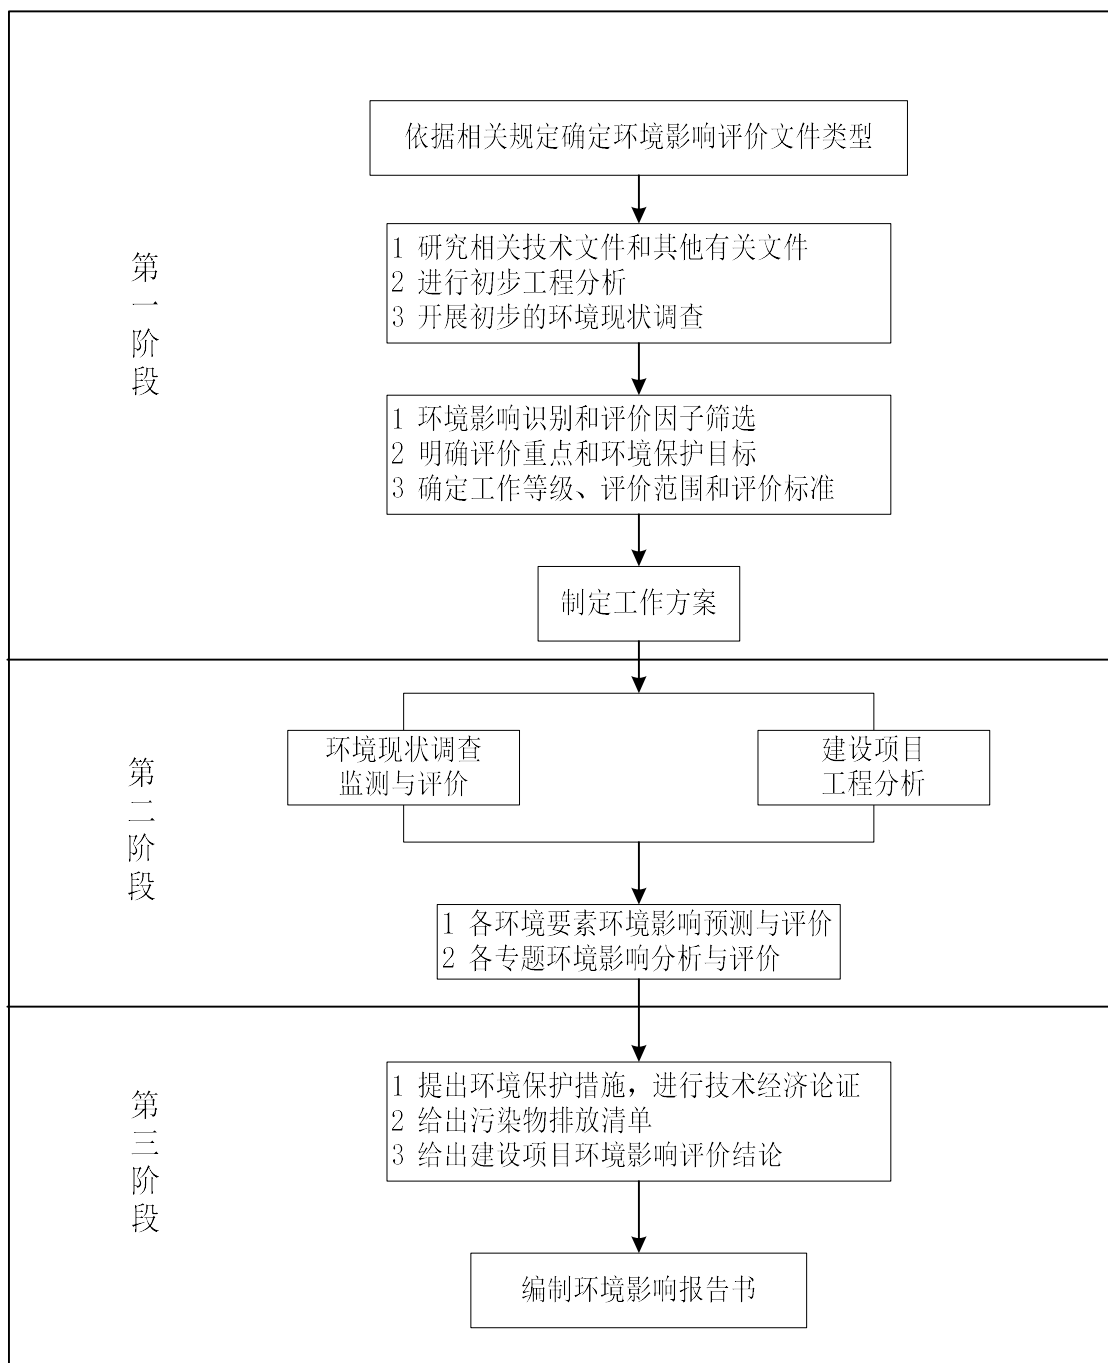 依据相关规定确定环境影响评价文件类型
1 研究相关技术文件和其他有关文件
2 进行初步工程分析
3 开展初步的环境现状调查
第一阶段
1 环境影响识别和评价因子筛选
2 明确评价重点和环境保护目标
3 确定工作等级、评价范围和评价标准
制定工作方案
环境现状调查
监测与评价
建设项目
工程分析
第二阶段
1 各环境要素环境影响预测与评价
2 各专题环境影响分析与评价
1 提出环境保护措施，进行技术经济论证
2 给出污染物排放清单
3 给出建设项目环境影响评价结论
第三阶段
编制环境影响报告书